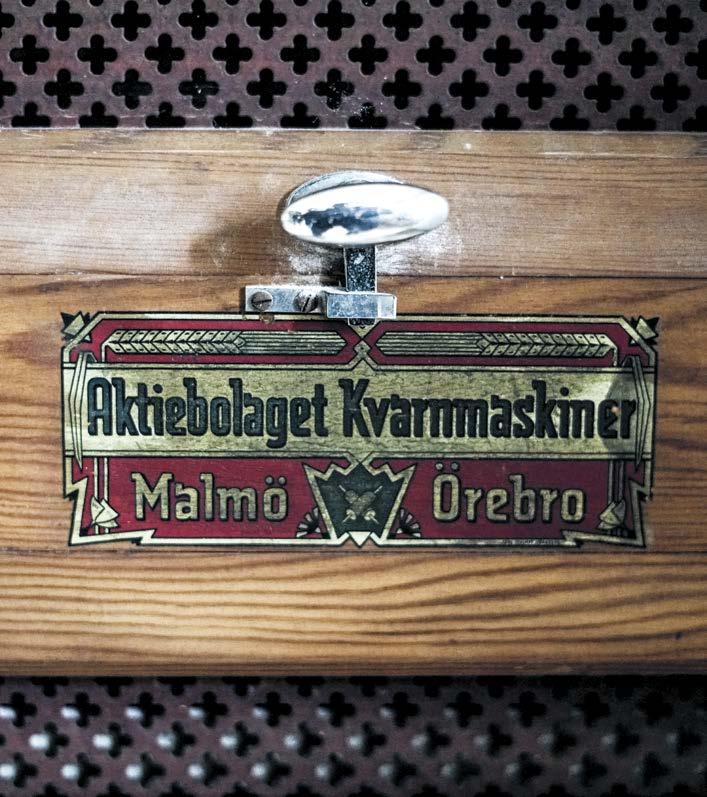 Aktiebolaget Kvarnmaskiner
Malmö Örebro